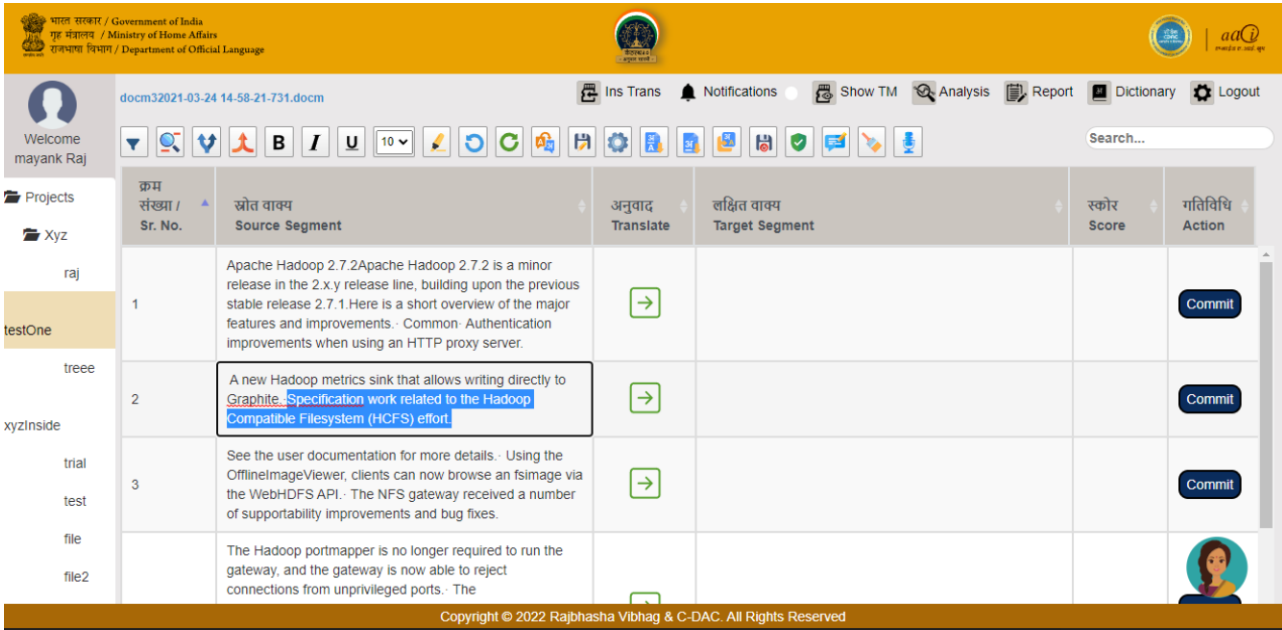 भारत सरकार / Government of India
गृह मंत्रालय / Ministry of Home Affairs
राजभाषा विभाग / Department of Official Language
docm32021-03-24 14-58-21-731.docm
Ins Trans
Notifications
Show TM
Analysis
Report
Dictionary
Logout
Welcome
mayank Raj
B I U 10
Search...
Projects
Xyz
raj
testOne
treee
xyzInside
trial
test
file
file2
क्रम
संख्या /
Sr. No.
स्रोत वाक्य
Source Segment
अनुवाद
Translate
लक्षित वाक्य
Target Segment
स्कोर
Score
गतिविधि
Action
1
Apache Hadoop 2.7.2Apache Hadoop 2.7.2 is a minor
release in the 2.x.y release line, building upon the previous
stable release 2.7.1.Here is a short overview of the major
features and improvements.· Common· Authentication
improvements when using an HTTP proxy server.
Commit
2
A new Hadoop metrics sink that allows writing directly to
Graphite.·Specification work related to the Hadoop
Compatible Filesystem (HCFS) effort.
Commit
3
See the user documentation for more details.· Using the
OfflineImageViewer, clients can now browse an fsimage via
the WebHDFS API.· The NFS gateway received a number
of supportability improvements and bug fixes.
Commit
The Hadoop portmapper is no longer required to run the
gateway, and the gateway is now able to reject
connections from unprivileged ports.· The
Copyright © 2022 Rajbhasha Vibhag & C-DAC. All Rights Reserved